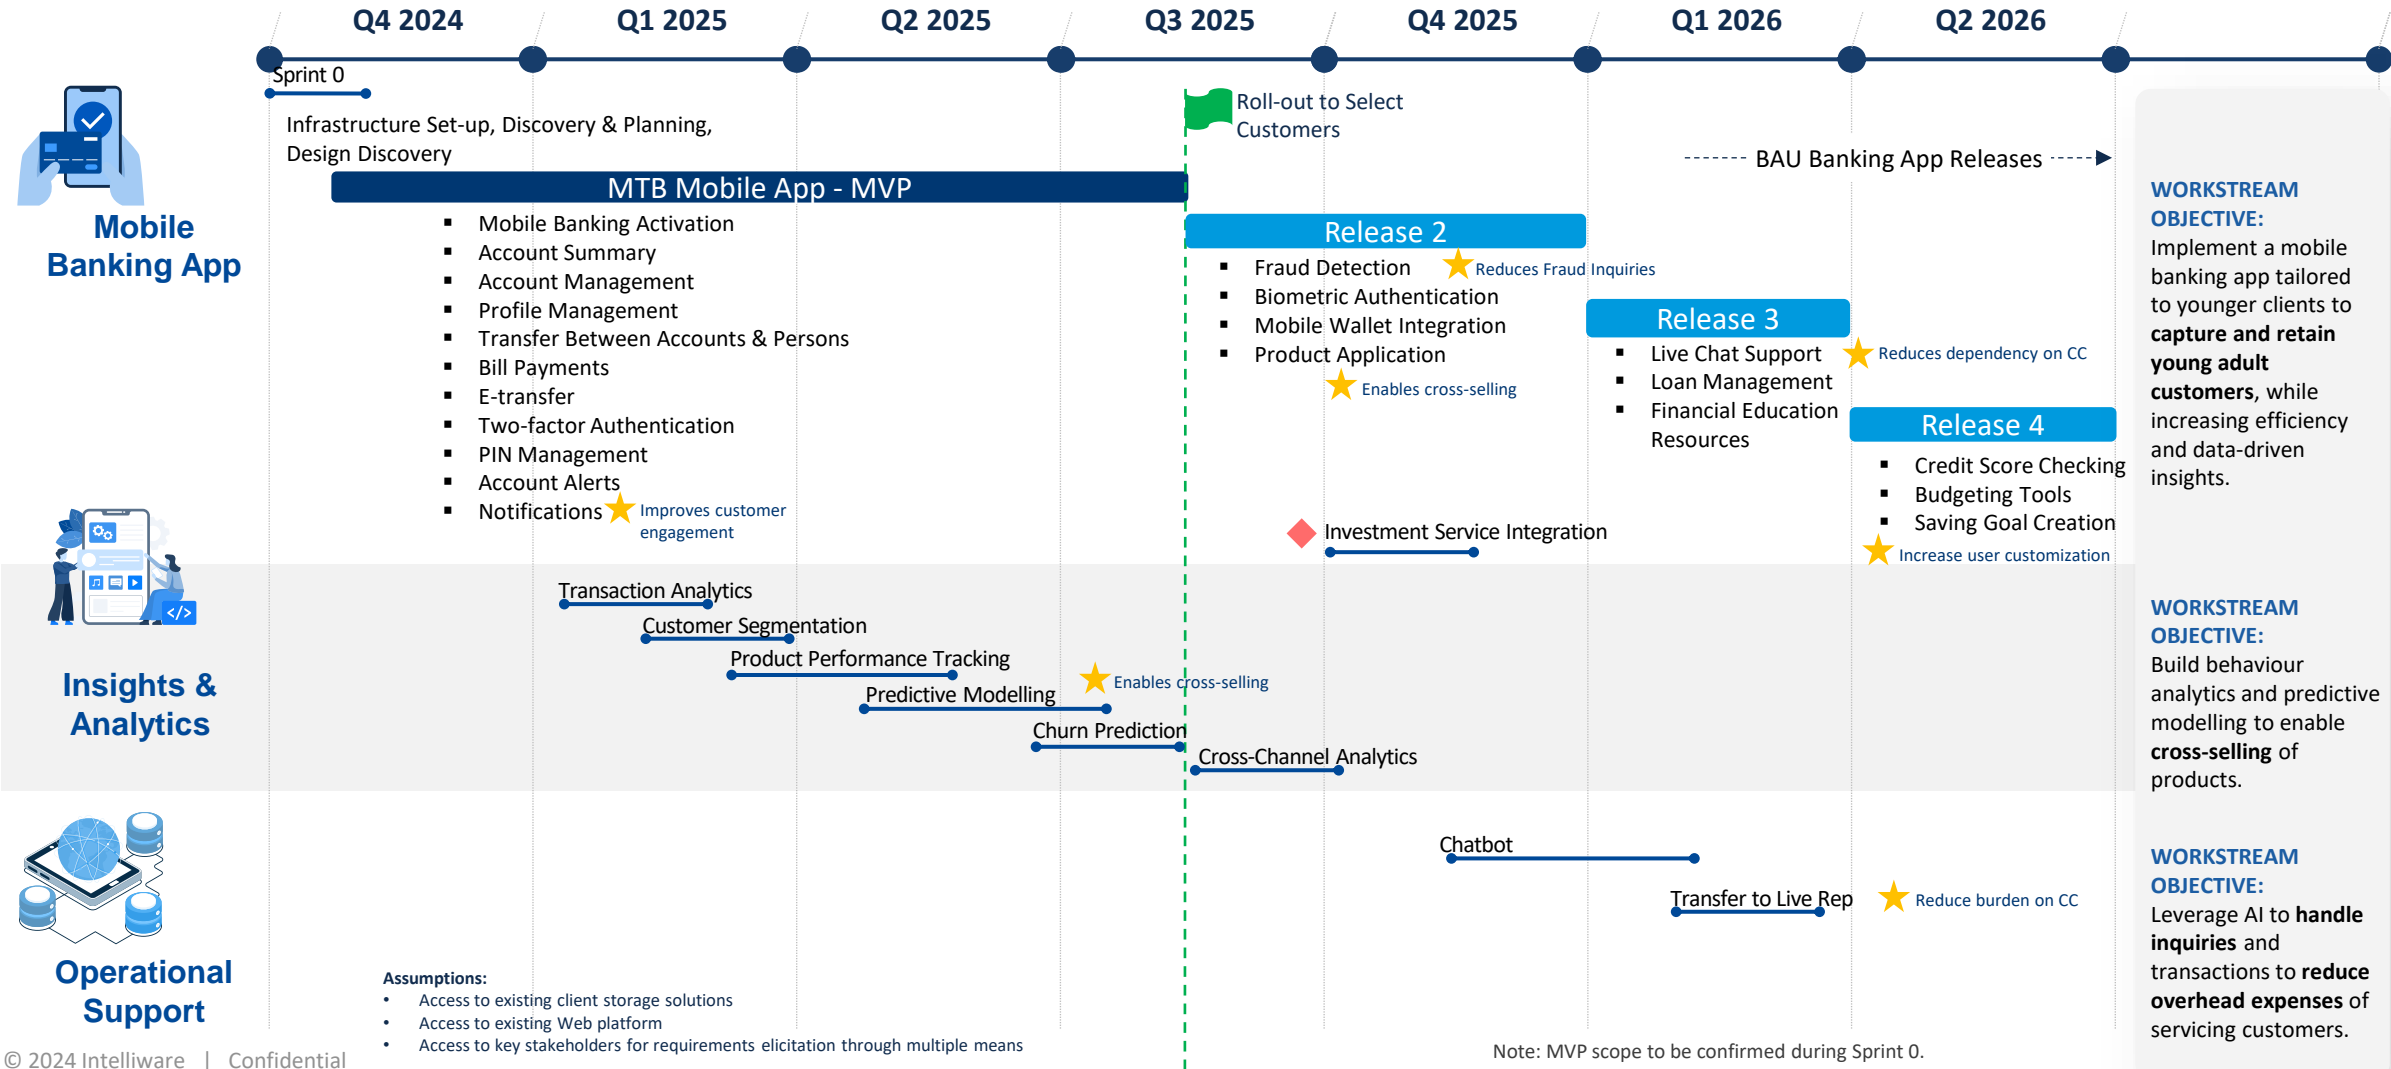 Q4 2024
Q1 2025
Q2 2025
Q3 2025
Q4 2025
Q1 2026
Q2 2026
Sprint 0
Infrastructure Set-up, Discovery & Planning,
Design Discovery
Roll-out to Select
Customers
BAU Banking App Releases
Mobile
Banking App
MTB Mobile App - MVP
▪ Mobile Banking Activation
▪ Account Summary
▪ Account Management
▪ Profile Management
▪ Transfer Between Accounts & Persons
▪ Bill Payments
▪ E-transfer
▪ Two-factor Authentication
▪ PIN Management
▪ Account Alerts
▪ Notifications
Improves customer
engagement
Release 2
▪ Fraud Detection
Reduces Fraud Inquiries
▪ Biometric Authentication
▪ Mobile Wallet Integration
▪ Product Application
Enables cross-selling
Release 3
▪ Live Chat Support
Reduces dependency on CC
▪ Loan Management
▪ Financial Education
Resources
Release 4
▪ Credit Score Checking
▪ Budgeting Tools
▪ Saving Goal Creation
Increase user customization
Investment Service Integration
WORKSTREAM
OBJECTIVE:
Implement a mobile
banking app tailored
to younger clients to
capture and retain
young adult
customers, while
increasing efficiency
and data-driven
insights.
</>
Insights &
Analytics
Transaction Analytics
Customer Segmentation
Product Performance Tracking
Predictive Modelling
Enables cross-selling
Churn Prediction
Cross-Channel Analytics
WORKSTREAM
OBJECTIVE:
Build behaviour
analytics and predictive
modelling to enable
cross-selling of
products.
Operational
Support
Chatbot
Transfer to Live Rep
Reduce burden on CC
WORKSTREAM
OBJECTIVE:
Leverage AI to handle
inquiries and
transactions to reduce
overhead expenses of
servicing customers.
Assumptions:
• Access to existing client storage solutions
• Access to existing Web platform
• Access to key stakeholders for requirements elicitation through multiple means
Note: MVP scope to be confirmed during Sprint 0.
© 2024 Intelliware | Confidential